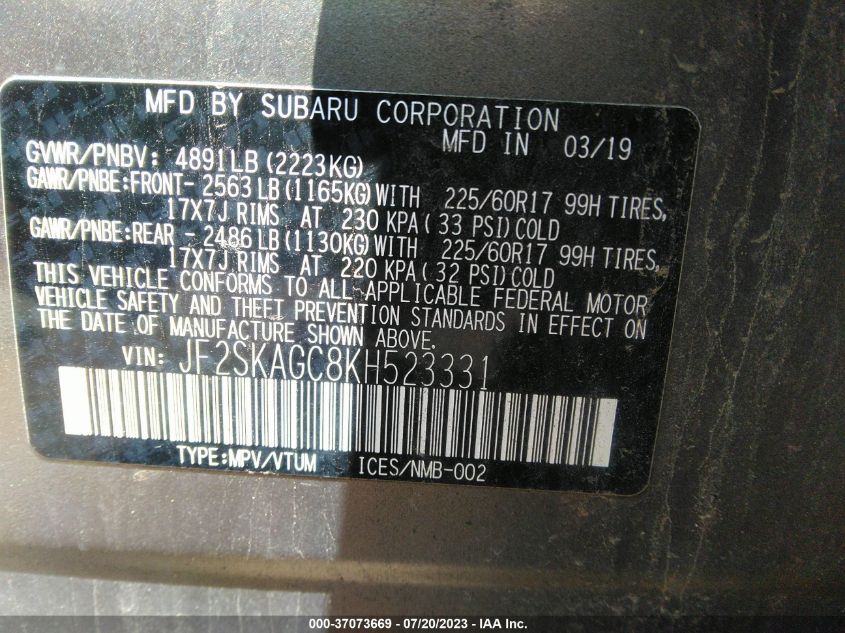 MFD BY SUBARU CORPORATION
MFD IN 03/19
GVWR/PNBV: 4891LB (2223KG)
GAWR/PNBE:FRONT- 2563 LB (1165KG) WITH 225/60R17 99H TIRES,
17X7J RIMS AT 230 KPA ( 33 PSI) COLD
GAWR/PNBE:REAR - 2486 LB (1130KG) WITH 225/60R17 99H TIRES,
17X7J RIMS AT 220 KPA ( 32 PSI) COLD
THIS VEHICLE CONFORMS TO ALL APPLICABLE FEDERAL MOTOR
VEHICLE SAFETY AND THEFT PREVENTION STANDARDS IN EFFECT ON
THE DATE OF MANUFACTURE SHOWN ABOVE.
VIN: JF2SKAGC8KH523331
TYPE:MPV/VTUM ICES/NMB-002
000-37073669 - 07/20/2023 - IAA Inc.